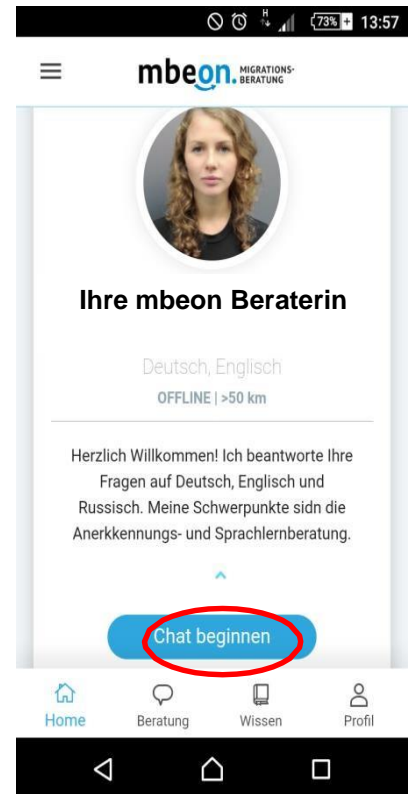 H 73% 13:57
mbeon. MIGRATIONS-
BERATUNG
Ihre mbeon Beraterin
Deutsch, Englisch
OFFLINE | >50 km
Herzlich Willkommen! Ich beantworte Ihre
Fragen auf Deutsch, Englisch und
Russisch. Meine Schwerpunkte sidn die
Anerkkennungs- und Sprachlernberatung.
Chat beginnen
Home Beratung Wissen Profil